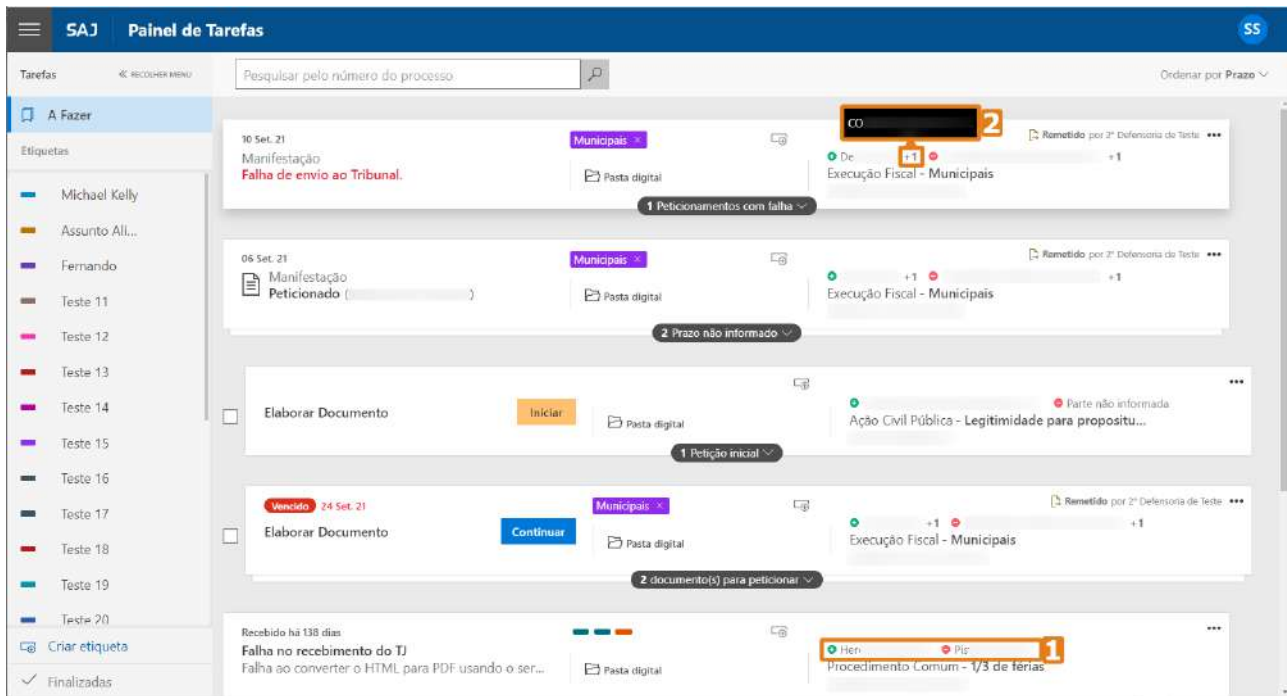 SAJ Painel de Tarefas SS
Tarefas RECOLHER MENU Pesquisar pelo número do processo Ordenar por Prazo
A Fazer
Etiquetas
Michael Kelly
Assunto Ali...
Fernando
Teste 11
Teste 12
Teste 13
Teste 14
Teste 15
Teste 16
Teste 17
Teste 18
Teste 19
Teste 20
Criar etiqueta
Finalizadas
CO 2
10 Set. 21 Municipais × Remetido por 2ª Defensoria de Teste
Manifestação De +1 +1
Falha de envio ao Tribunal. Pasta digital Execução Fiscal - Municipais
1 Peticionamentos com falha
06 Set. 21 Municipais × Remetido por 2ª Defensoria de Teste
Manifestação +1 +1
Peticionado ( ) Pasta digital Execução Fiscal - Municipais
2 Prazo não informado
Parte não informada
Elaborar Documento Iniciar Pasta digital Ação Civil Pública - Legitimidade para propositu...
1 Petição inicial
Vencido 24 Set. 21 Municipais × Remetido por 2ª Defensoria de Teste
+1 +1
Elaborar Documento Continuar Pasta digital Execução Fiscal - Municipais
2 documento(s) para peticionar
Recebido há 138 dias
Falha no recebimento do TJ Hen Pis 1
Falha ao converter o HTML para PDF usando o ser... Pasta digital Procedimento Comum - 1/3 de férias